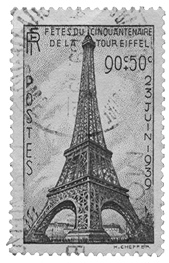 RF FÊTES DU CINQUANTENAIRE
DE LA TOUR EIFFEL
90c+50c
POSTES
23 JUIN 1939
H. CHEFFER